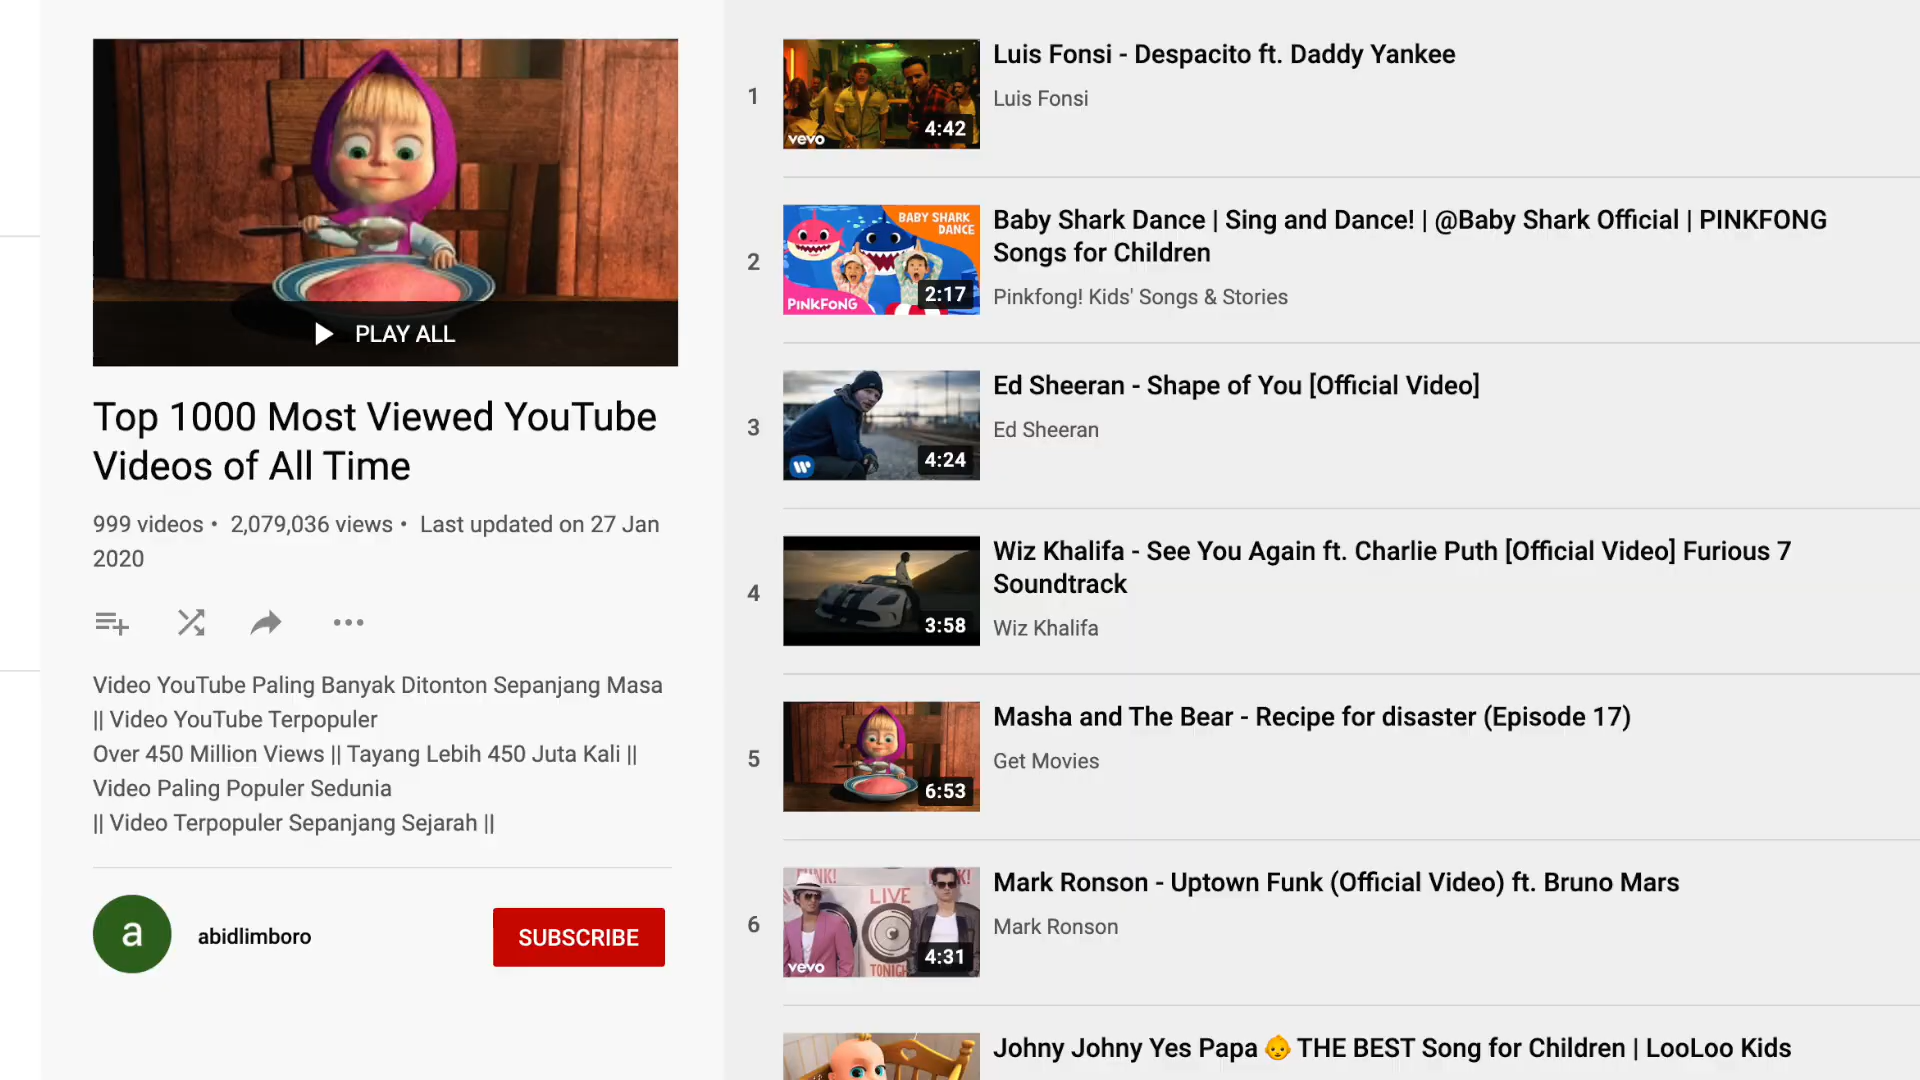 PLAY ALL
Top 1000 Most Viewed YouTube
Videos of All Time
999 videos • 2,079,036 views • Last updated on 27 Jan
2020
Video YouTube Paling Banyak Ditonton Sepanjang Masa
|| Video YouTube Terpopuler
Over 450 Million Views || Tayang Lebih 450 Juta Kali ||
Video Paling Populer Sedunia
|| Video Terpopuler Sepanjang Sejarah ||
a
abidlimboro
SUBSCRIBE
1
vevo
4:42
Luis Fonsi - Despacito ft. Daddy Yankee
Luis Fonsi
2
BABY SHARK
DANCE
PINKFONG
2:17
Baby Shark Dance | Sing and Dance! | @Baby Shark Official | PINKFONG
Songs for Children
Pinkfong! Kids' Songs & Stories
3
4:24
Ed Sheeran - Shape of You [Official Video]
Ed Sheeran
4
3:58
Wiz Khalifa - See You Again ft. Charlie Puth [Official Video] Furious 7
Soundtrack
Wiz Khalifa
5
6:53
Masha and The Bear - Recipe for disaster (Episode 17)
Get Movies
6
LIVE
vevo
4:31
Mark Ronson - Uptown Funk (Official Video) ft. Bruno Mars
Mark Ronson
Johny Johny Yes Papa 👶 THE BEST Song for Children | LooLoo Kids